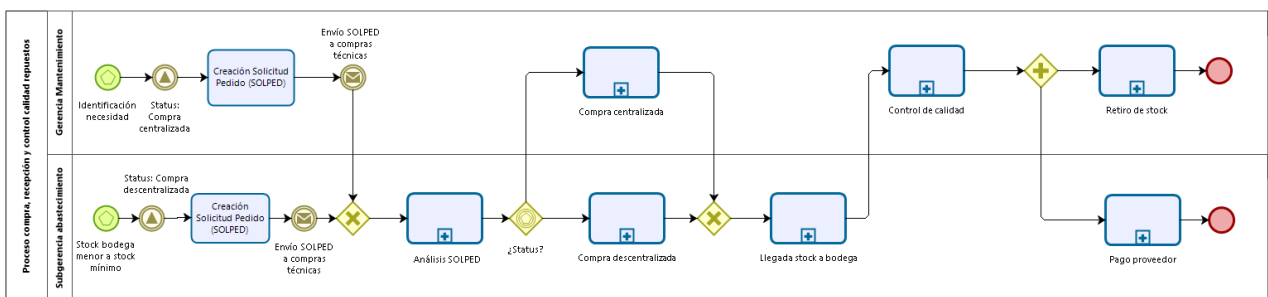 Proceso compra, recepción y control calidad repuestos
Gerencia Mantenimiento
Identificación
necesidad
Status:
Compra
centralizada
Creación Solicitud
Pedido (SOLPED)
Envío SOLPED
a compras
técnicas
Compra centralizada
Control de calidad
Retiro de stock
Subgerencia abastecimiento
Stock bodega
menor a stock
mínimo
Status: Compra
descentralizada
Creación
Solicitud Pedido
(SOLPED)
Envío SOLPED
a compras
técnicas
Análisis SOLPED
¿Status?
Compra descentralizada
Llegada stock a bodega
Pago proveedor